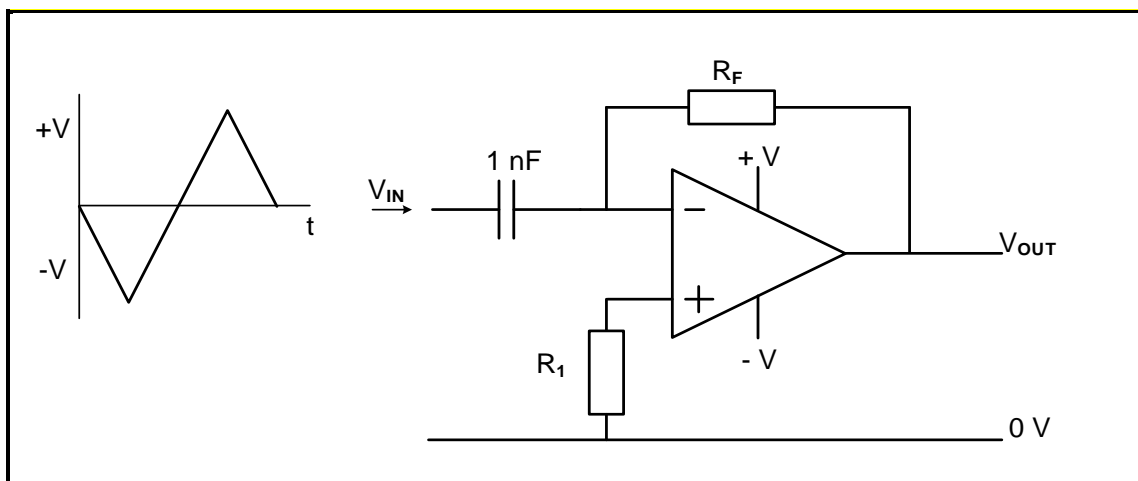 +V
-V
t
V_IN
1 nF
R_F
+ V
−
+
- V
V_OUT
R_1
0 V